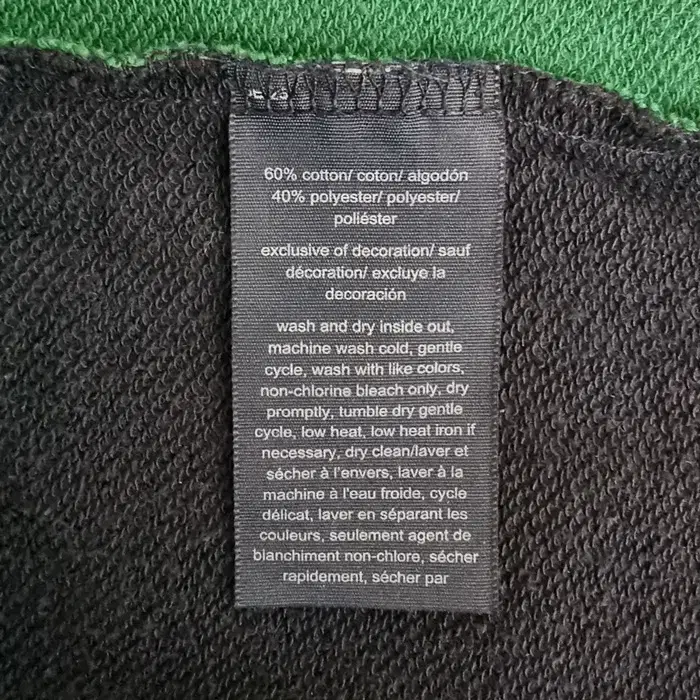 60% cotton/ coton/ algodón
40% polyester/ polyester/
poliéster
exclusive of decoration/ sauf
décoration/ excluye la
decoración
wash and dry inside out,
machine wash cold, gentle
cycle, wash with like colors,
non-chlorine bleach only, dry
promptly, tumble dry gentle
cycle, low heat, low heat iron if
necessary, dry clean/laver et
sécher à l'envers, laver à la
machine à l'eau froide, cycle
délicat, laver en séparant les
couleurs, seulement agent de
blanchiment non-chlore, sécher
rapidement, sécher par